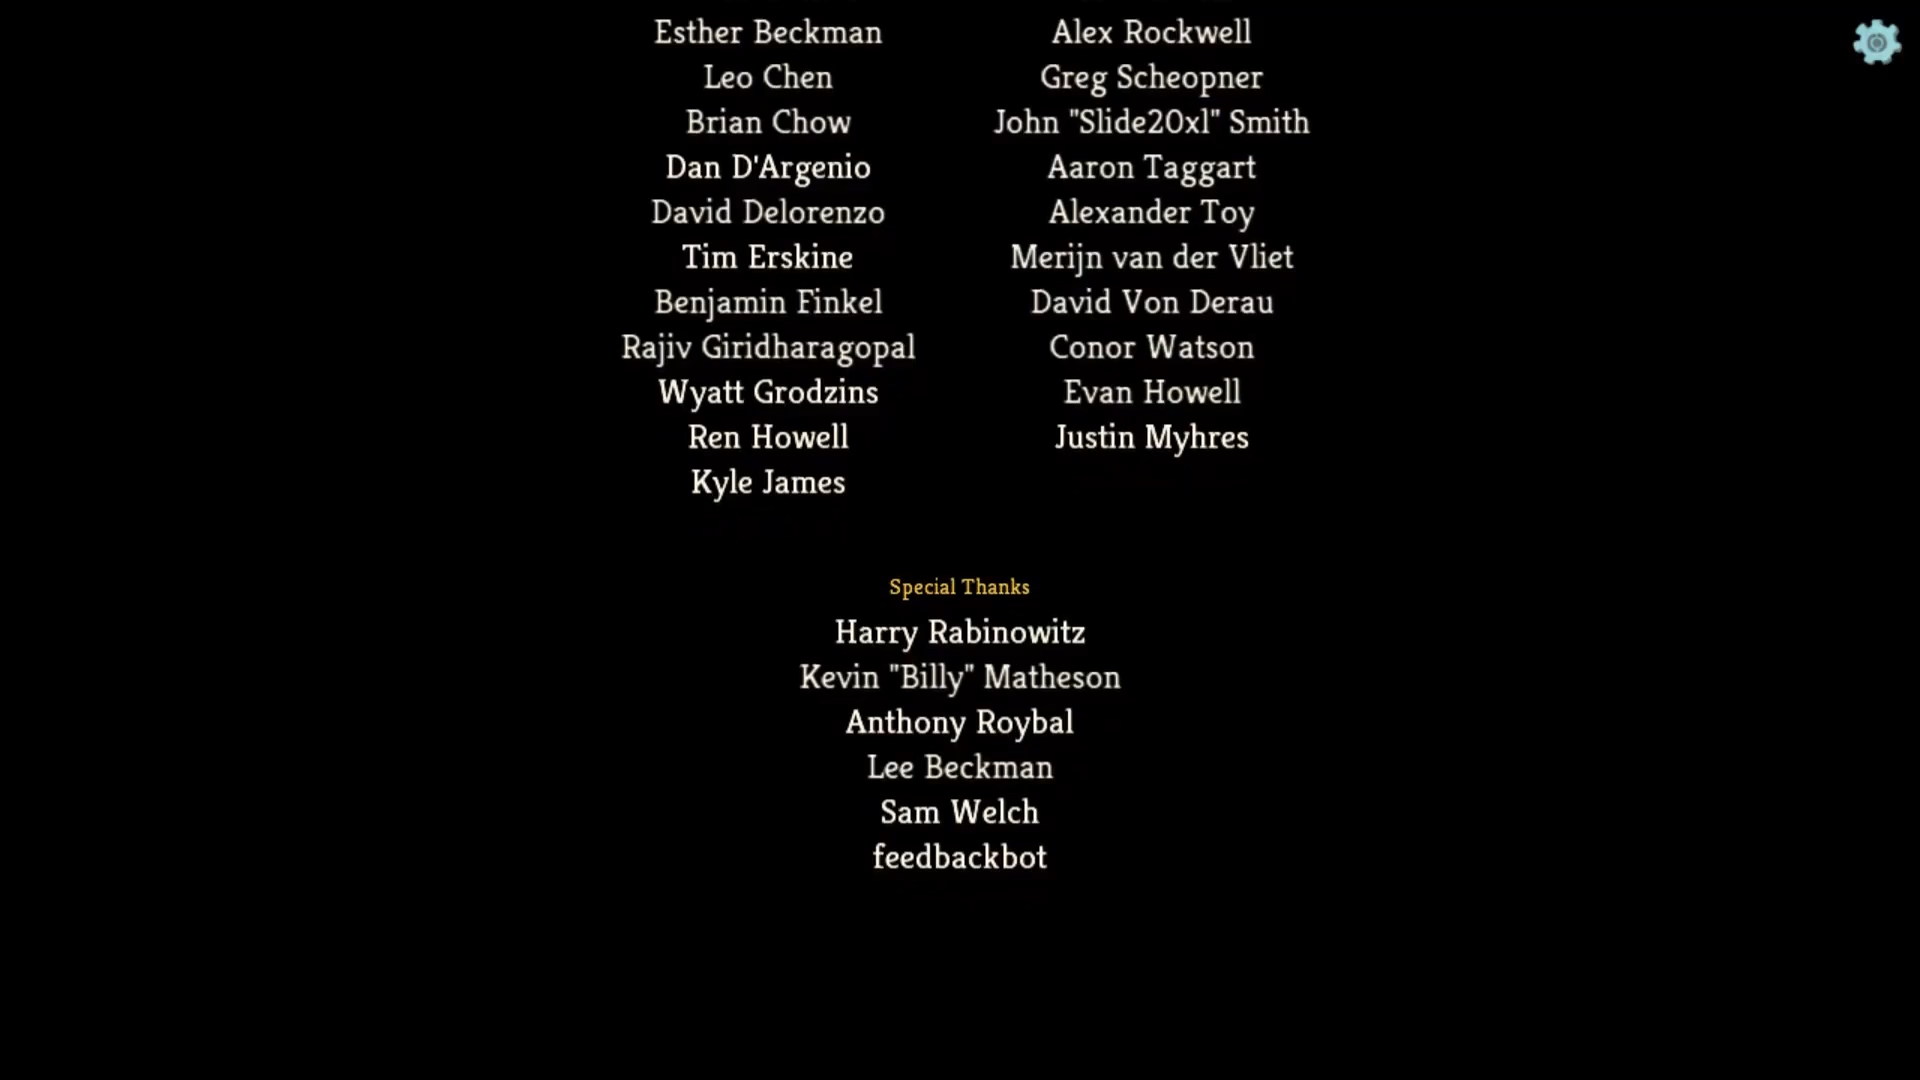 Esther Beckman
Leo Chen
Brian Chow
Dan D'Argenio
David Delorenzo
Tim Erskine
Benjamin Finkel
Rajiv Giridharagopal
Wyatt Grodzins
Ren Howell
Kyle James
Alex Rockwell
Greg Scheopner
John "Slide20xl" Smith
Aaron Taggart
Alexander Toy
Merijn van der Vliet
David Von Derau
Conor Watson
Evan Howell
Justin Myhres
Special Thanks
Harry Rabinowitz
Kevin "Billy" Matheson
Anthony Roybal
Lee Beckman
Sam Welch
feedbackbot